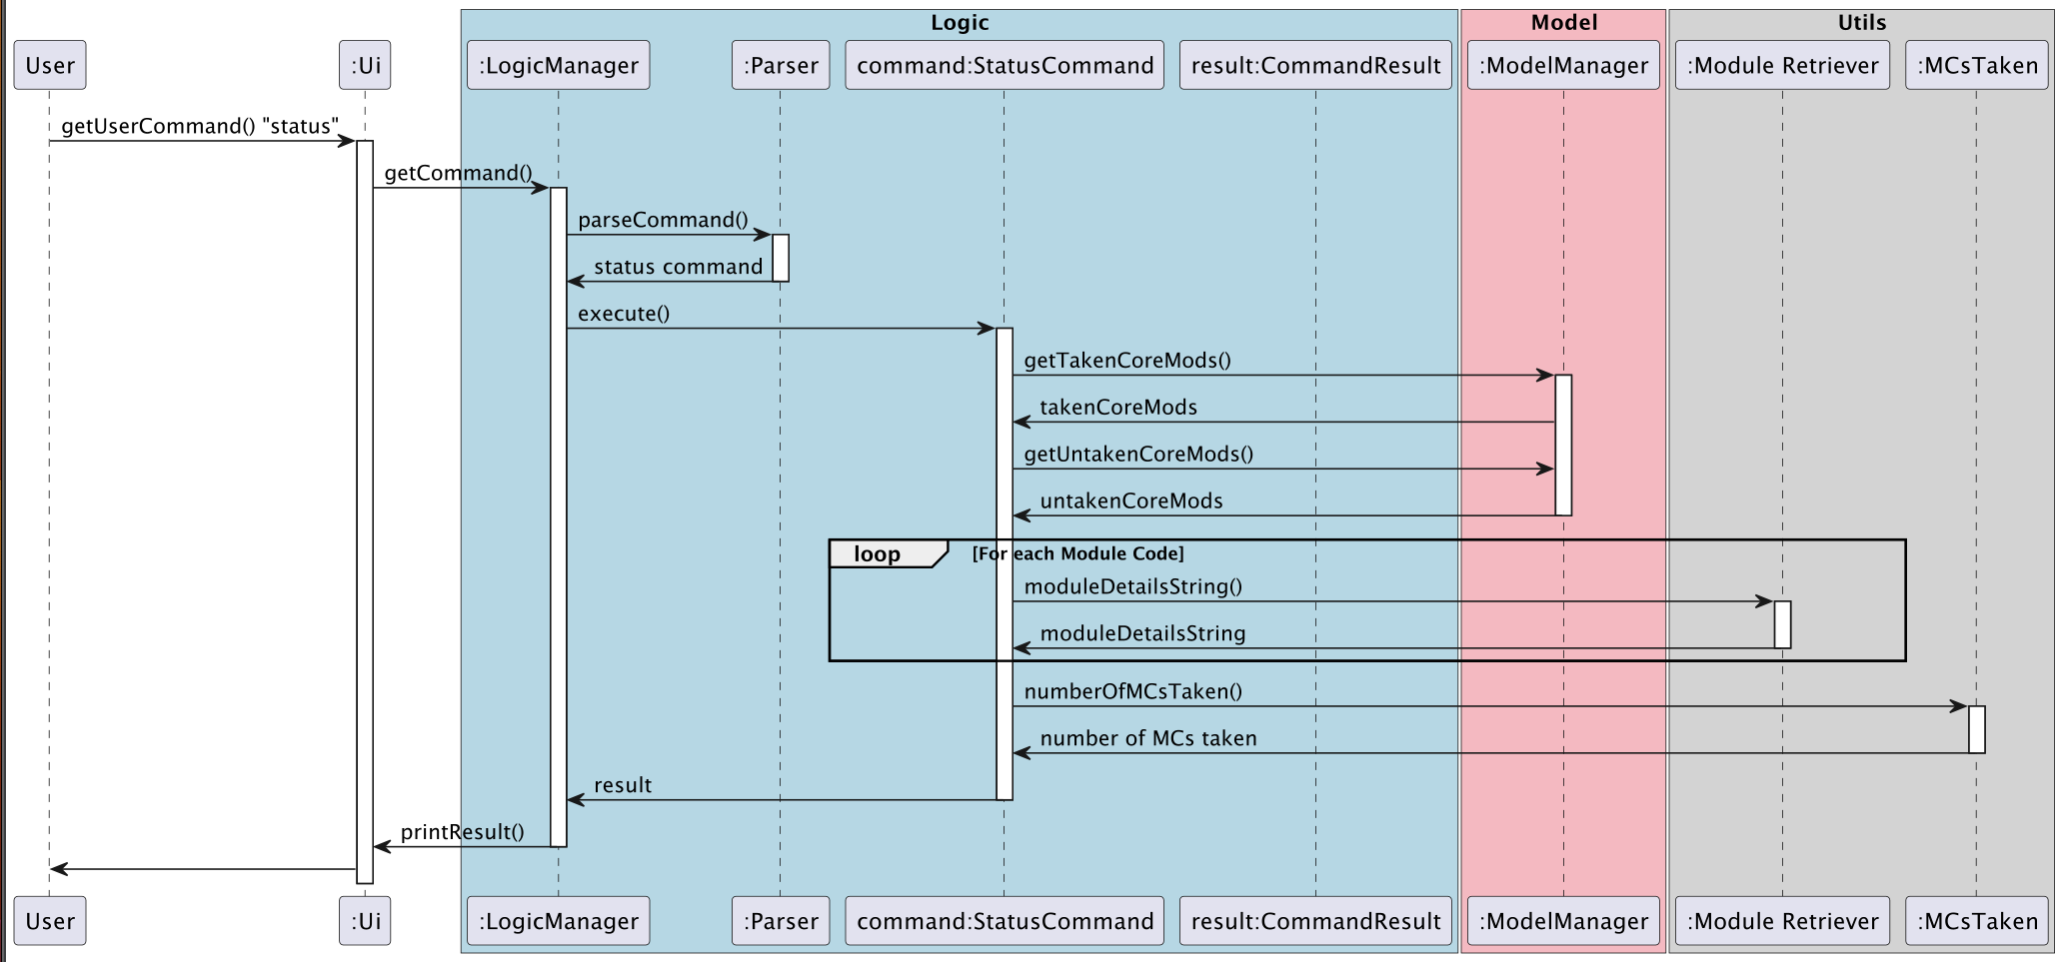 Logic
Model
Utils
User
:Ui
:LogicManager
:Parser
command:StatusCommand
result:CommandResult
:ModelManager
:Module Retriever
:MCsTaken
getUserCommand() "status"
getCommand()
parseCommand()
status command
execute()
getTakenCoreMods()
takenCoreMods
getUntakenCoreMods()
untakenCoreMods
loop
[For each Module Code]
moduleDetailsString()
moduleDetailsString
numberOfMCsTaken()
number of MCs taken
result
printResult()
User
:Ui
:LogicManager
:Parser
command:StatusCommand
result:CommandResult
:ModelManager
:Module Retriever
:MCsTaken